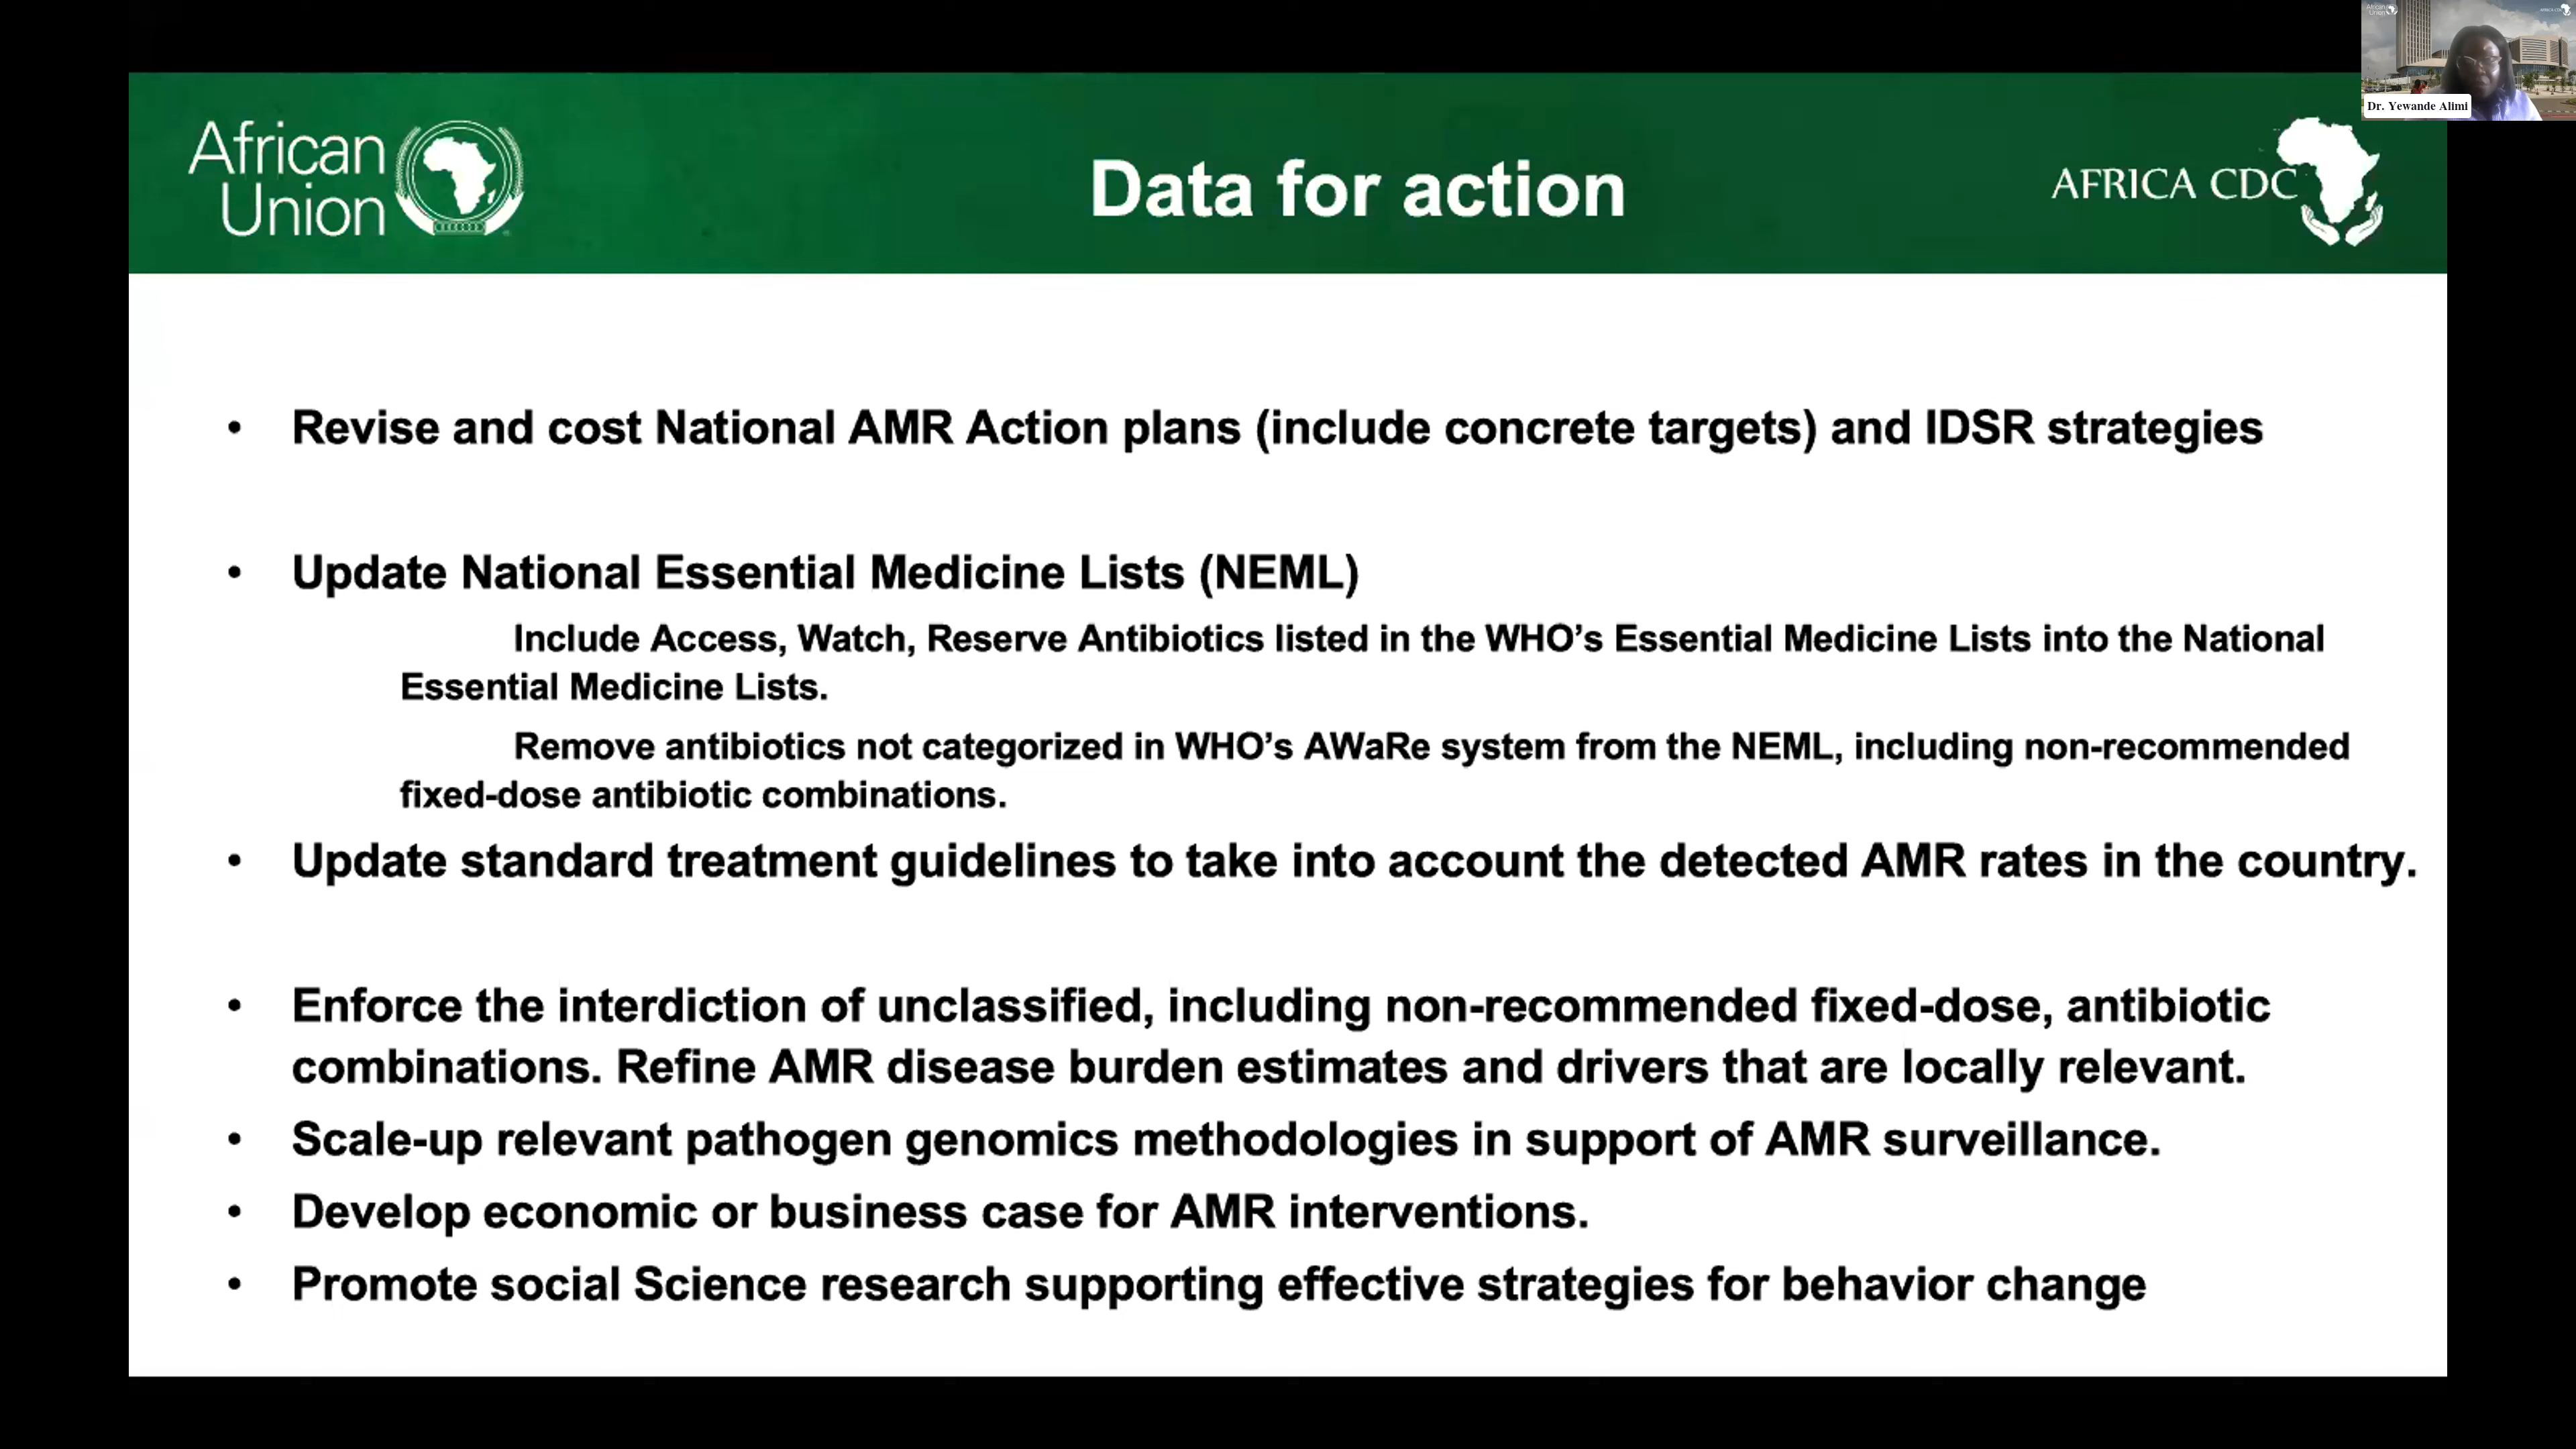 African
Union
Data for action
AFRICA CDC
Dr. Yewande Alimi
• Revise and cost National AMR Action plans (include concrete targets) and IDSR strategies
• Update National Essential Medicine Lists (NEML)
Include Access, Watch, Reserve Antibiotics listed in the WHO’s Essential Medicine Lists into the National
Essential Medicine Lists.
Remove antibiotics not categorized in WHO’s AWaRe system from the NEML, including non-recommended
fixed-dose antibiotic combinations.
• Update standard treatment guidelines to take into account the detected AMR rates in the country.
• Enforce the interdiction of unclassified, including non-recommended fixed-dose, antibiotic
combinations. Refine AMR disease burden estimates and drivers that are locally relevant.
• Scale-up relevant pathogen genomics methodologies in support of AMR surveillance.
• Develop economic or business case for AMR interventions.
• Promote social Science research supporting effective strategies for behavior change